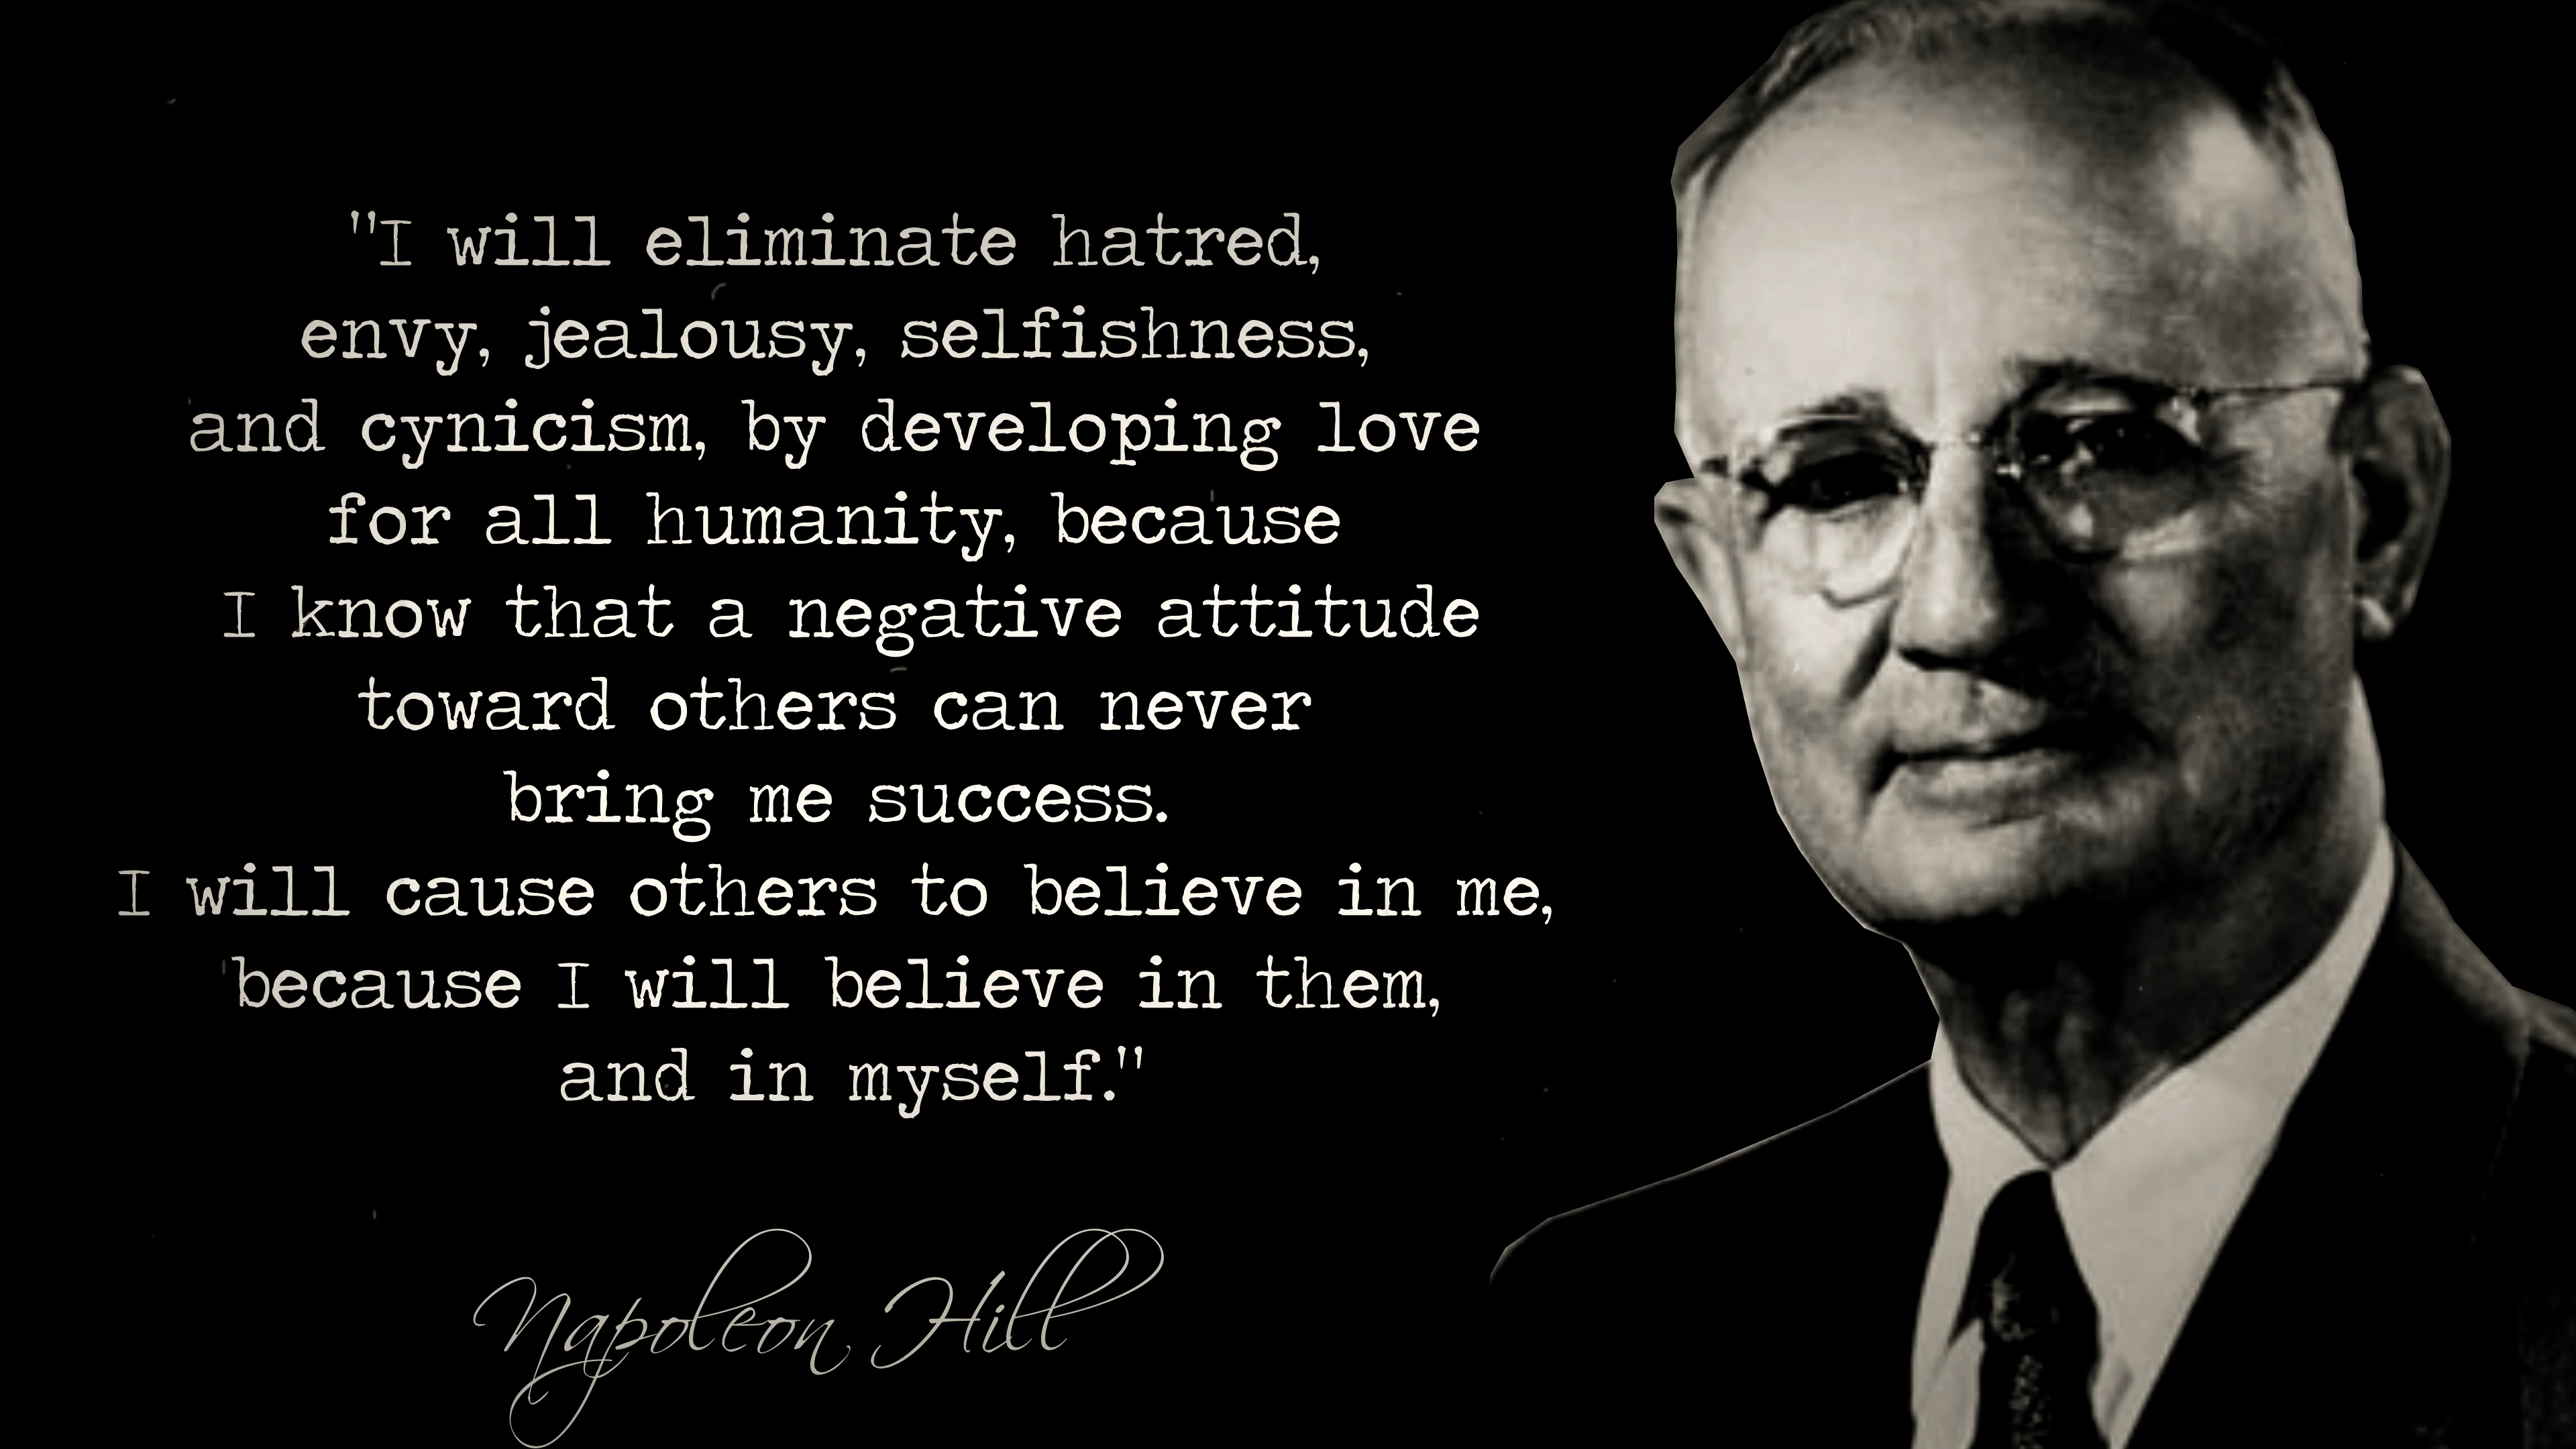 "I will eliminate hatred,
envy, jealousy, selfishness,
and cynicism, by developing love
for all humanity, because
I know that a negative attitude
toward others can never
bring me success.
I will cause others to believe in me,
because I will believe in them,
and in myself."
Napoleon Hill